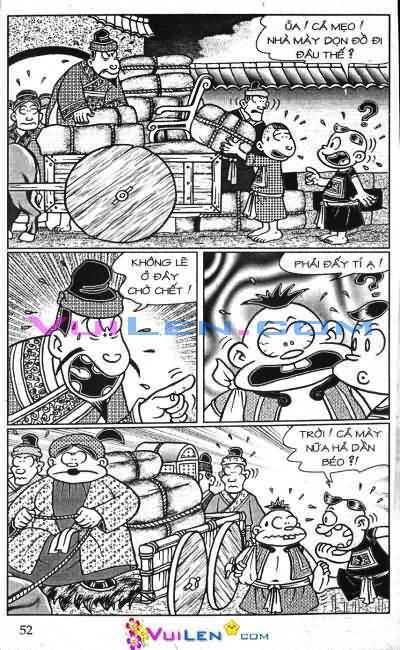 ỦA! CẢ MẸO!
NHÀ MÀY DỌN ĐỒ ĐI
ĐÂU THẾ?
?
KHÔNG LẼ
Ở ĐÂY
CHỜ CHẾT!
PHẢI ĐẤY TÍ Ạ!
VuiLen.com
TRỜI! CẢ MÀY
NỮA HẢ DẦN
BÉO?!
52
VuiLen.com